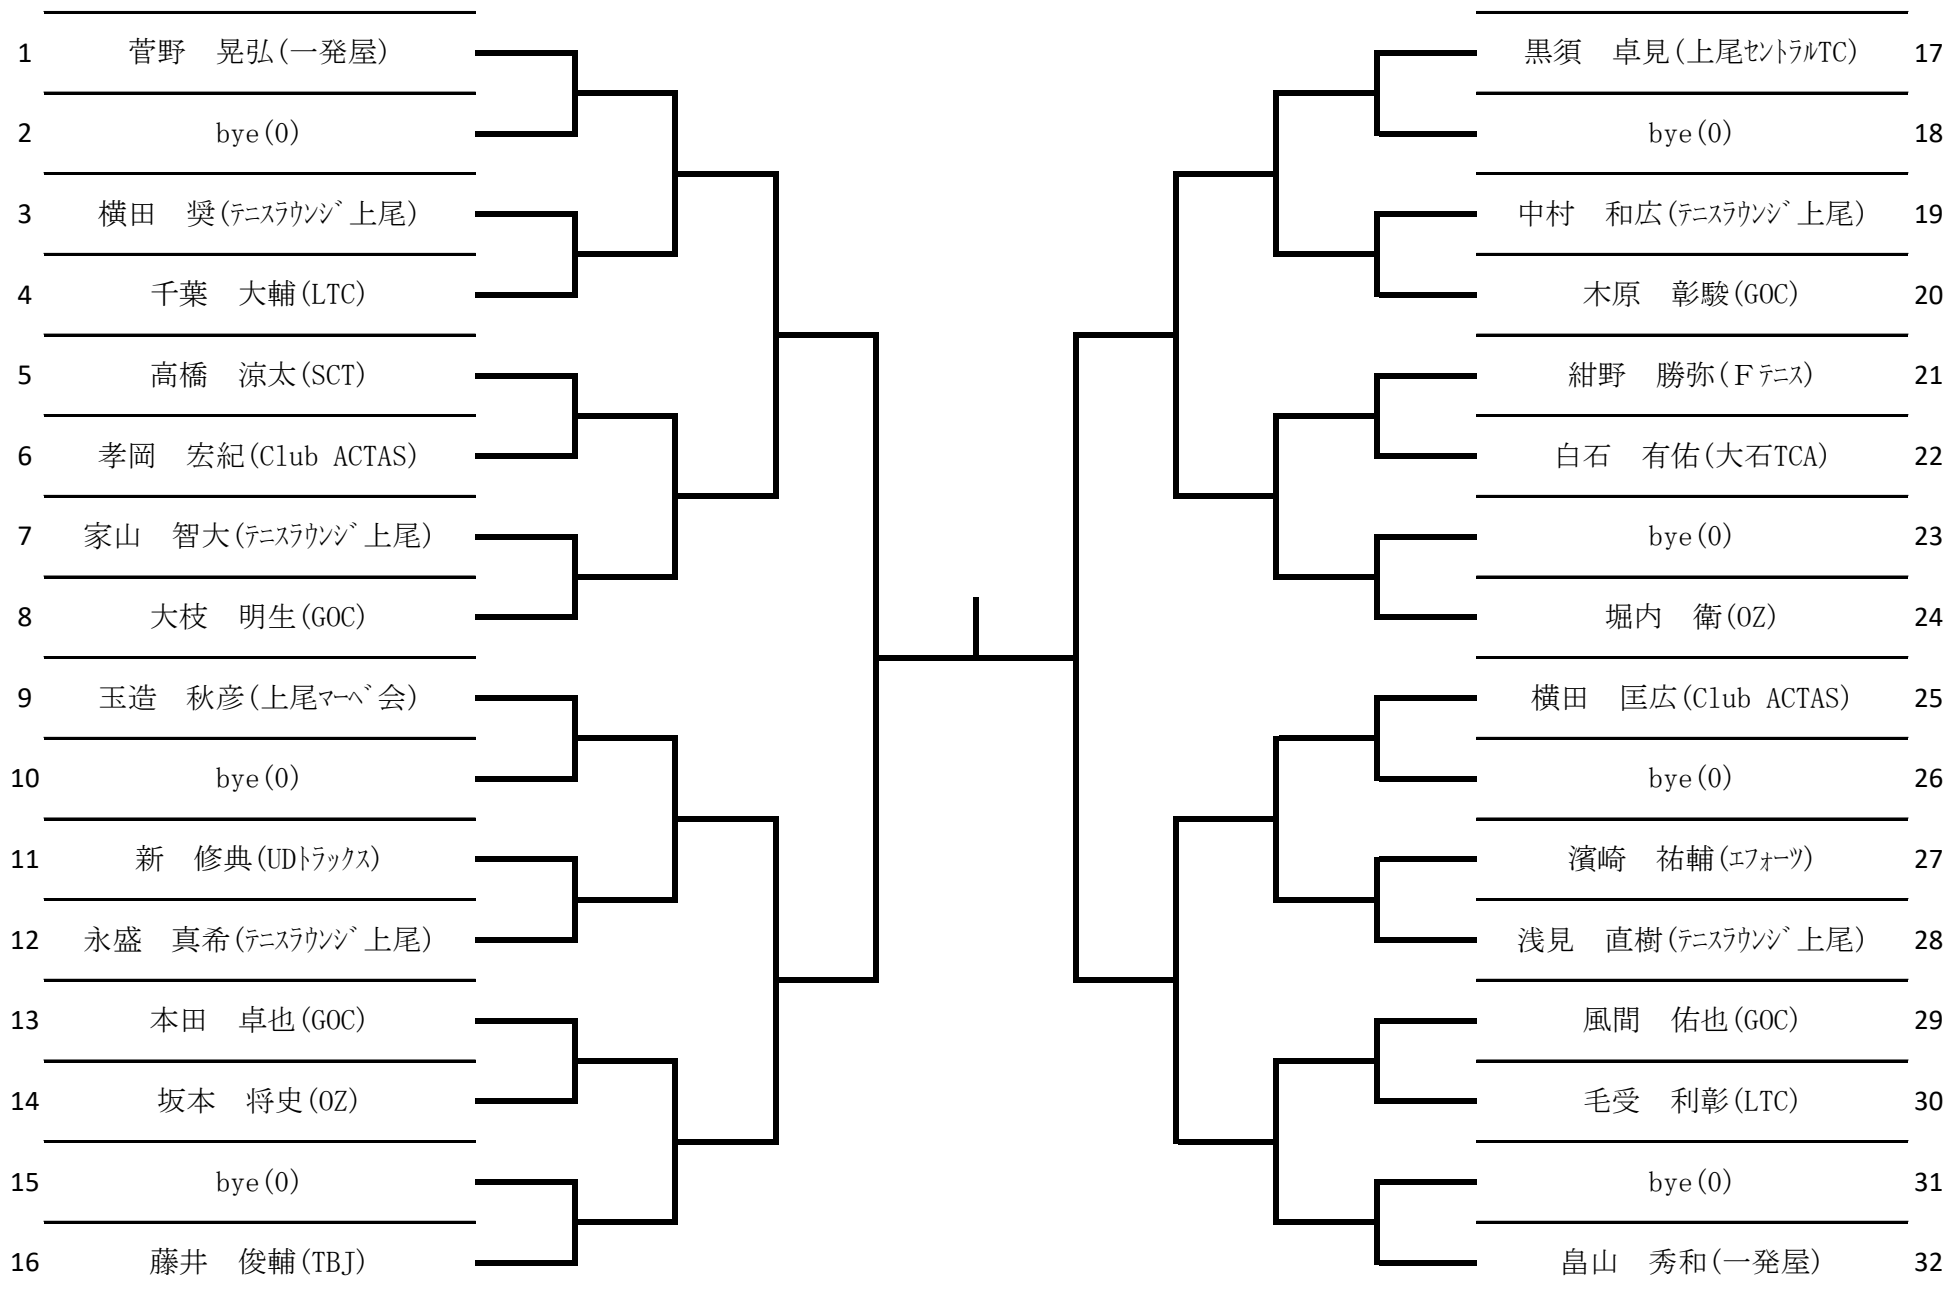 1 菅野　晃弘(一発屋)
2 bye(0)
3 横田　奨(ﾃﾆｽﾗｳﾝｼﾞ上尾)
4 千葉　大輔(LTC)
5 高橋　涼太(SCT)
6 孝岡　宏紀(Club ACTAS)
7 家山　智大(ﾃﾆｽﾗｳﾝｼﾞ上尾)
8 大枝　明生(GOC)
9 玉造　秋彦(上尾ﾏｰﾍﾞ会)
10 bye(0)
11 新　修典(UDﾄﾗｯｸｽ)
12 永盛　真希(ﾃﾆｽﾗｳﾝｼﾞ上尾)
13 本田　卓也(GOC)
14 坂本　将史(OZ)
15 bye(0)
16 藤井　俊輔(TBJ)
黒須　卓見(上尾ｾﾝﾄﾗﾙTC) 17
bye(0) 18
中村　和広(ﾃﾆｽﾗｳﾝｼﾞ上尾) 19
木原　彰駿(GOC) 20
紺野　勝弥(Ｆﾃﾆｽ) 21
白石　有佑(大石TCA) 22
bye(0) 23
堀内　衛(OZ) 24
横田　匡広(Club ACTAS) 25
bye(0) 26
濱崎　祐輔(ｴﾌｫｰﾂ) 27
浅見　直樹(ﾃﾆｽﾗｳﾝｼﾞ上尾) 28
風間　佑也(GOC) 29
毛受　利彰(LTC) 30
bye(0) 31
畠山　秀和(一発屋) 32